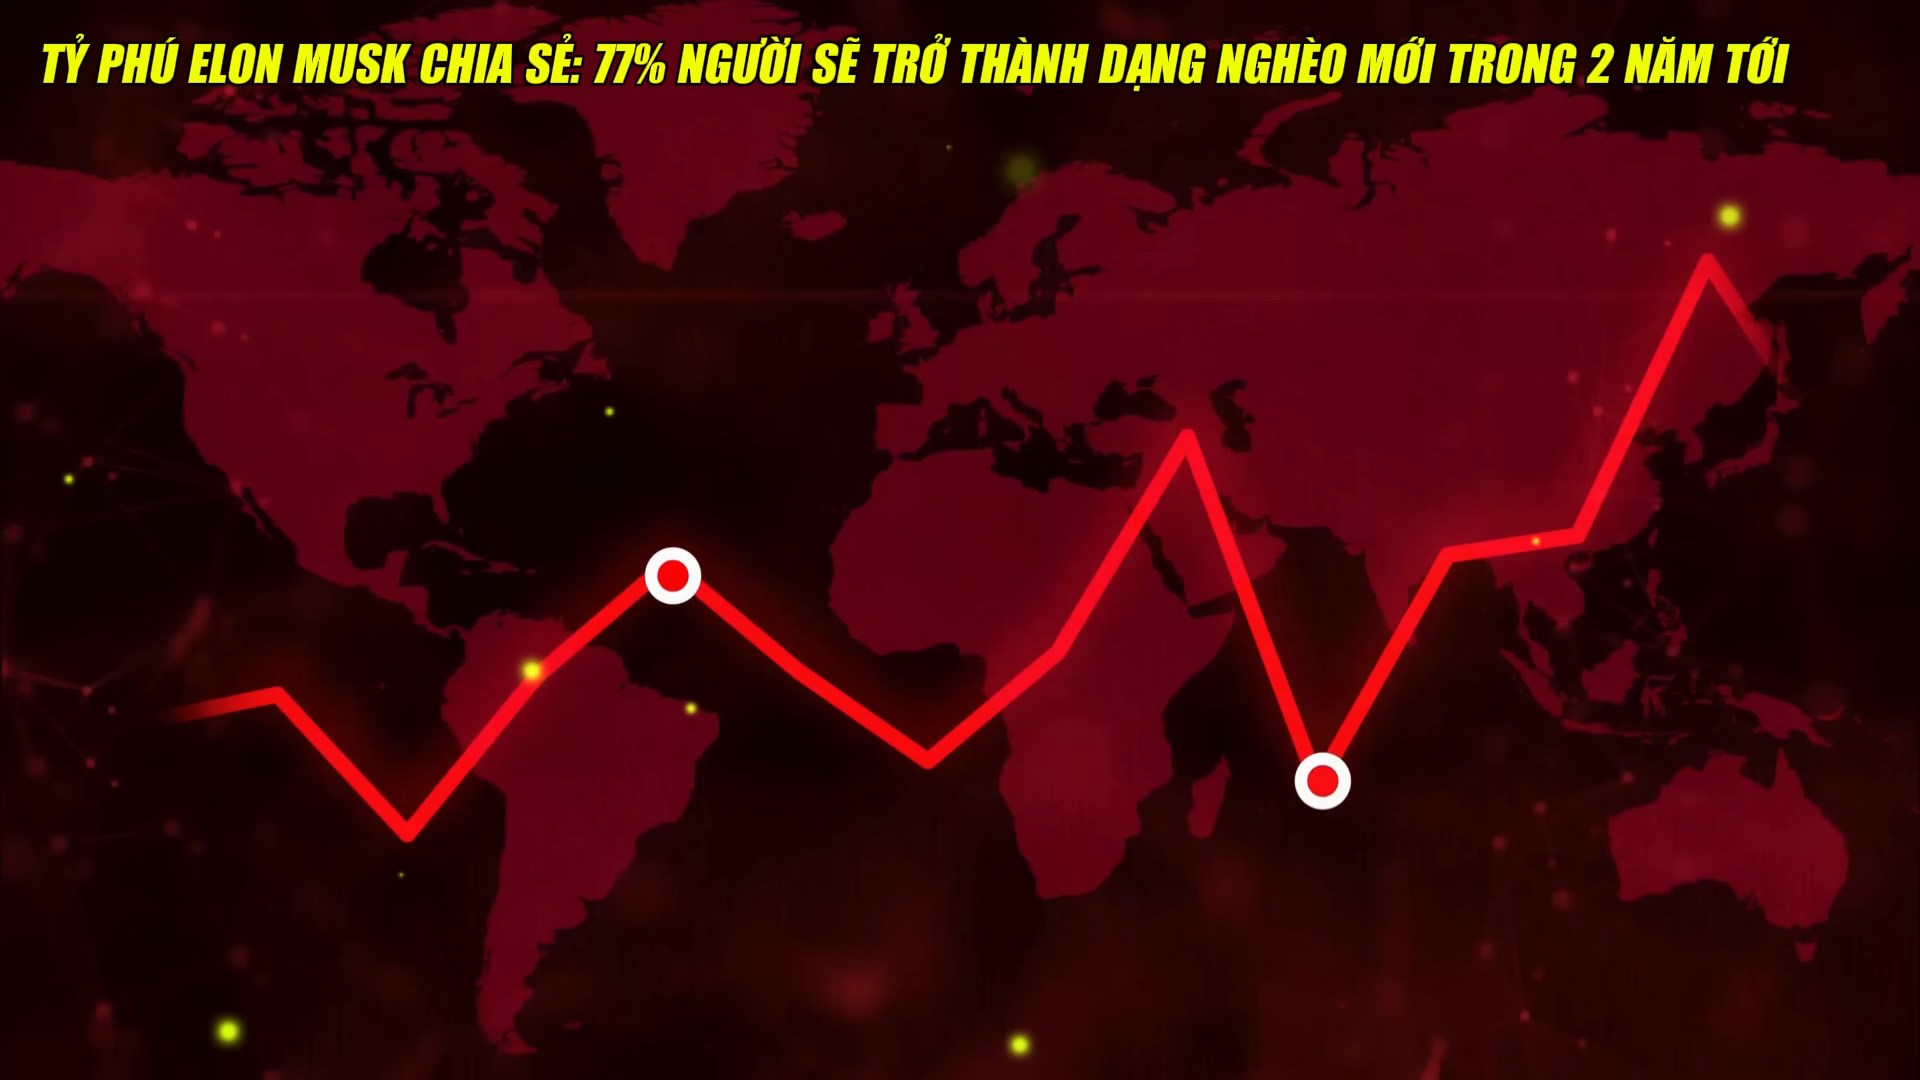 TỶ PHÚ ELON MUSK CHIA SẺ: 77% NGƯỜI SẼ TRỞ THÀNH DẠNG NGHÈO MỚI TRONG 2 NĂM TỚI